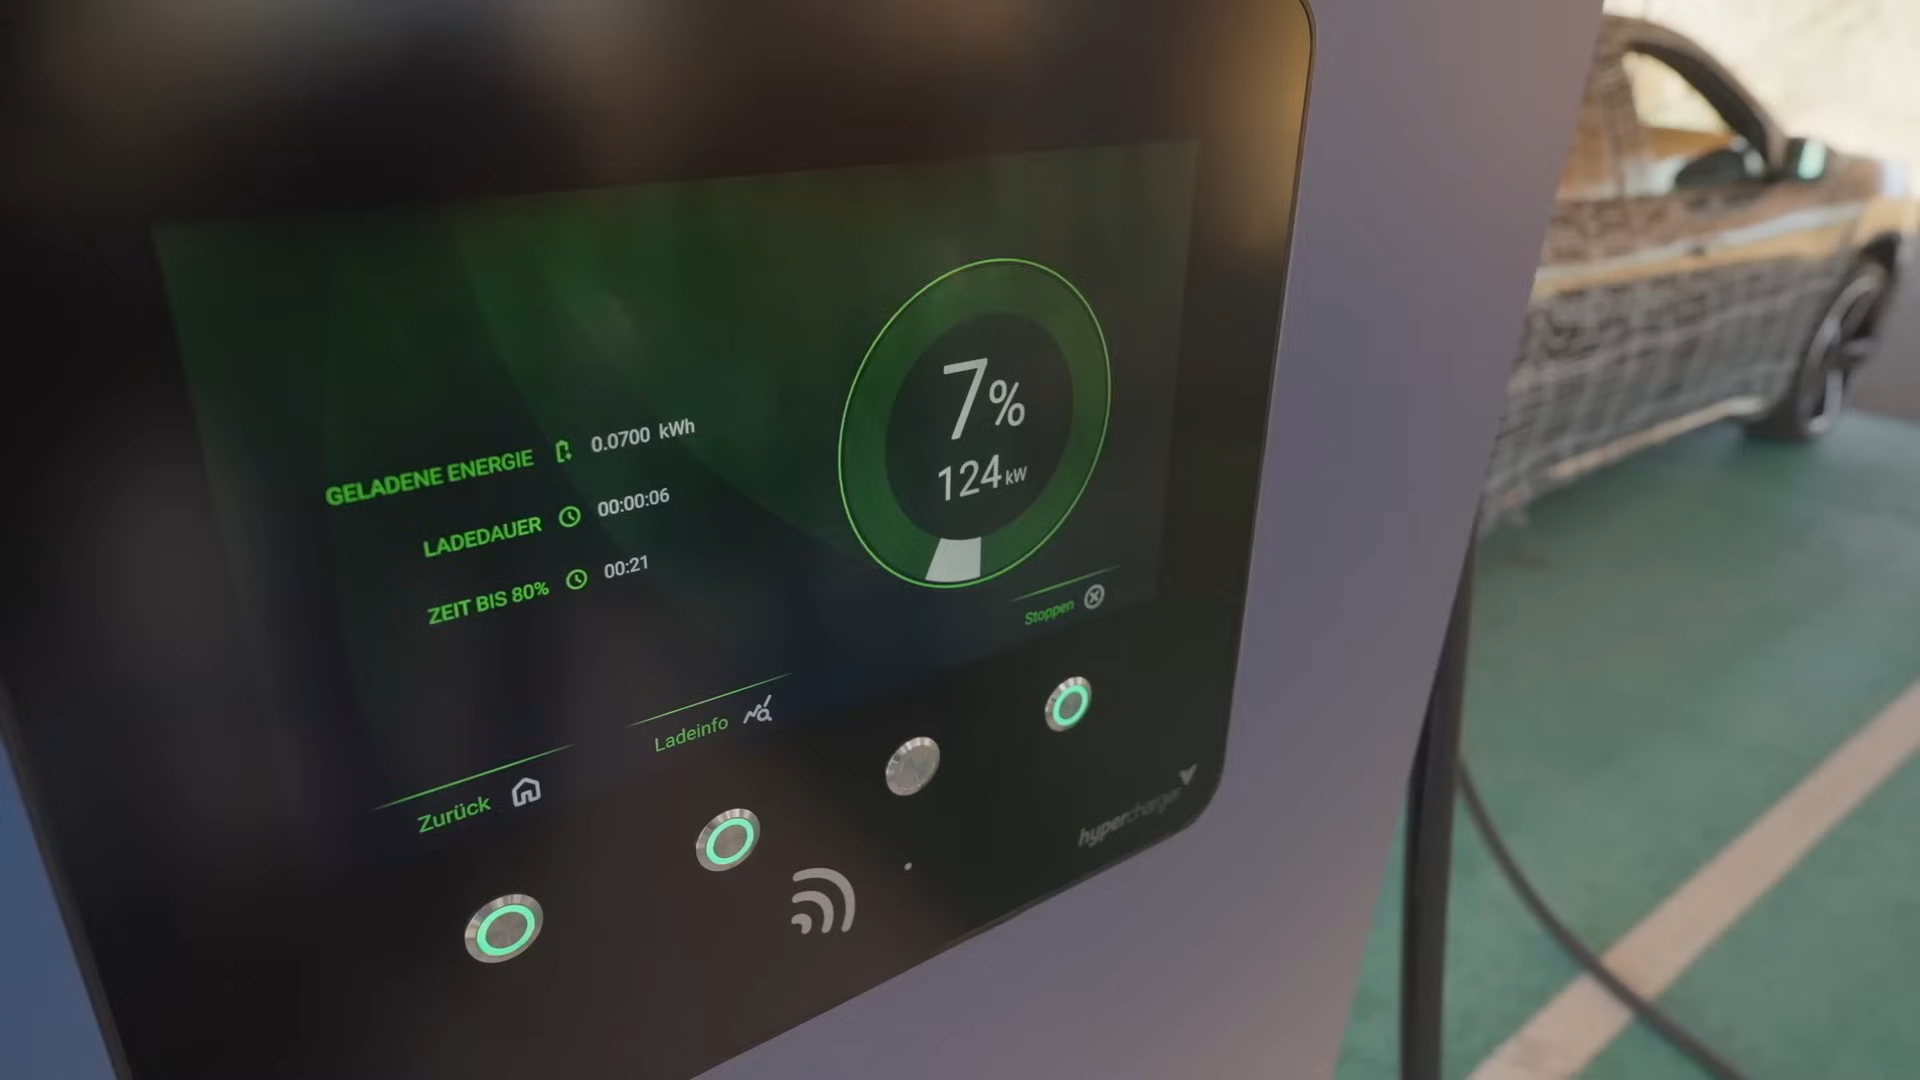 GELADENE ENERGIE 0.0700 kWh
LADEDAUER 00:00:06
ZEIT BIS 80% 00:21
7%
124 kW
Stoppen
Ladeinfo
Zurück
hypercharger